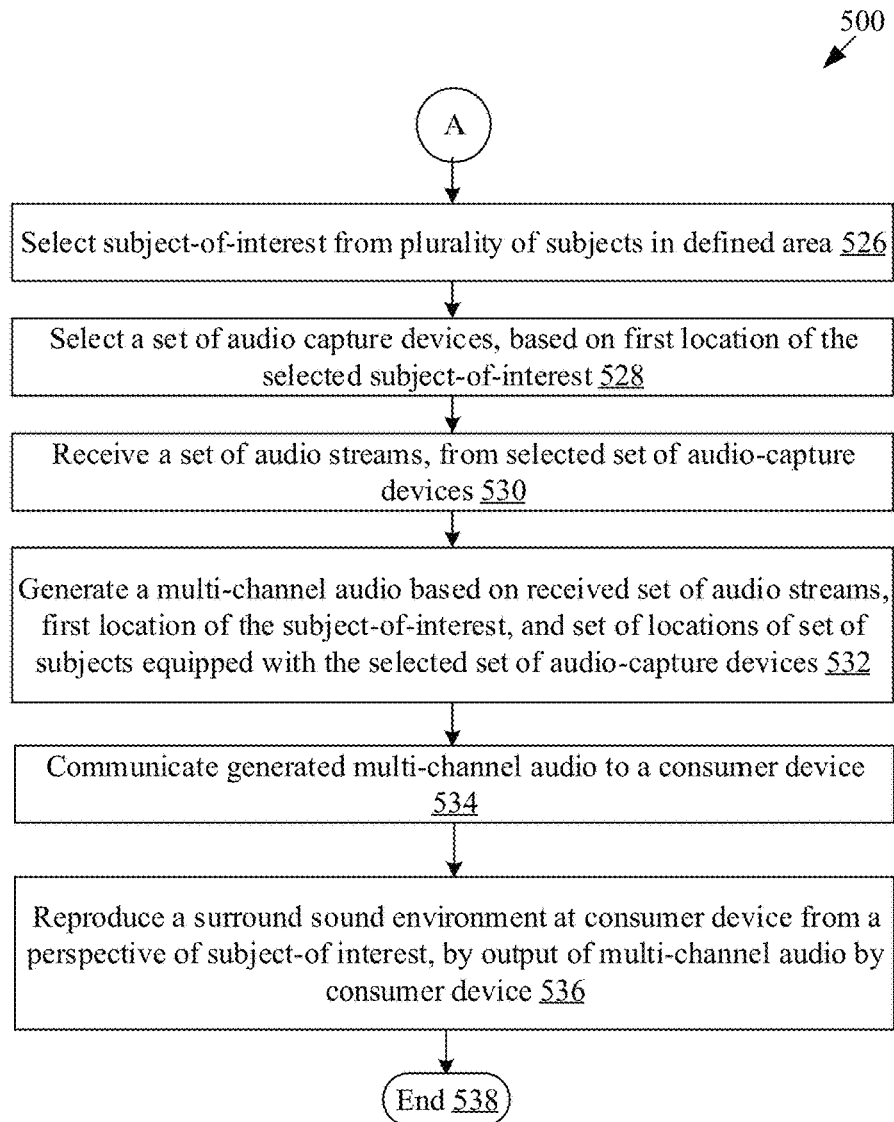 500
A
Select subject-of-interest from plurality of subjects in defined area 526
Select a set of audio capture devices, based on first location of the
selected subject-of-interest 528
Receive a set of audio streams, from selected set of audio-capture
devices 530
Generate a multi-channel audio based on received set of audio streams,
first location of the subject-of-interest, and set of locations of set of
subjects equipped with the selected set of audio-capture devices 532
Communicate generated multi-channel audio to a consumer device
534
Reproduce a surround sound environment at consumer device from a
perspective of subject-of interest, by output of multi-channel audio by
consumer device 536
End 538